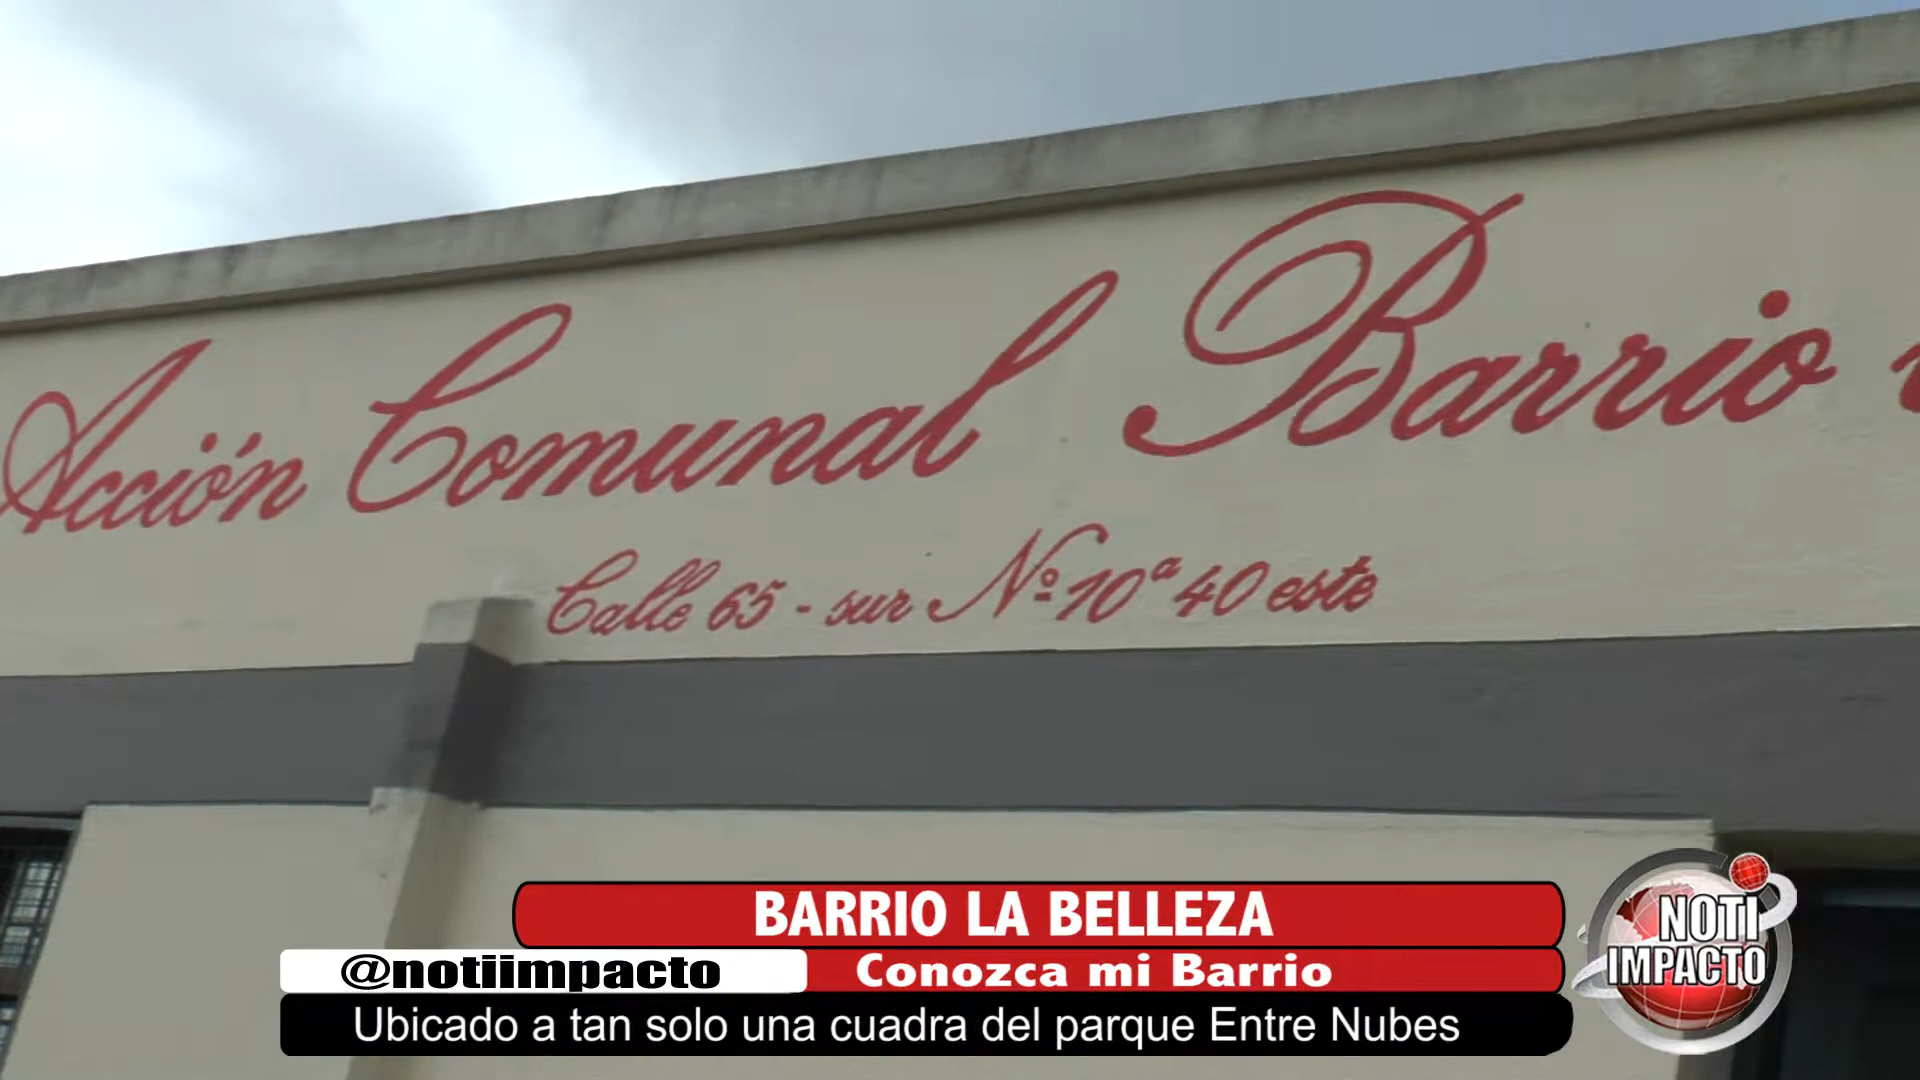 Acción Comunal Barrio
Calle 65 - sur Nº 10ª 40 este
BARRIO LA BELLEZA
@notiimpacto
Conozca mi Barrio
Ubicado a tan solo una cuadra del parque Entre Nubes
NOTI
IMPACTO